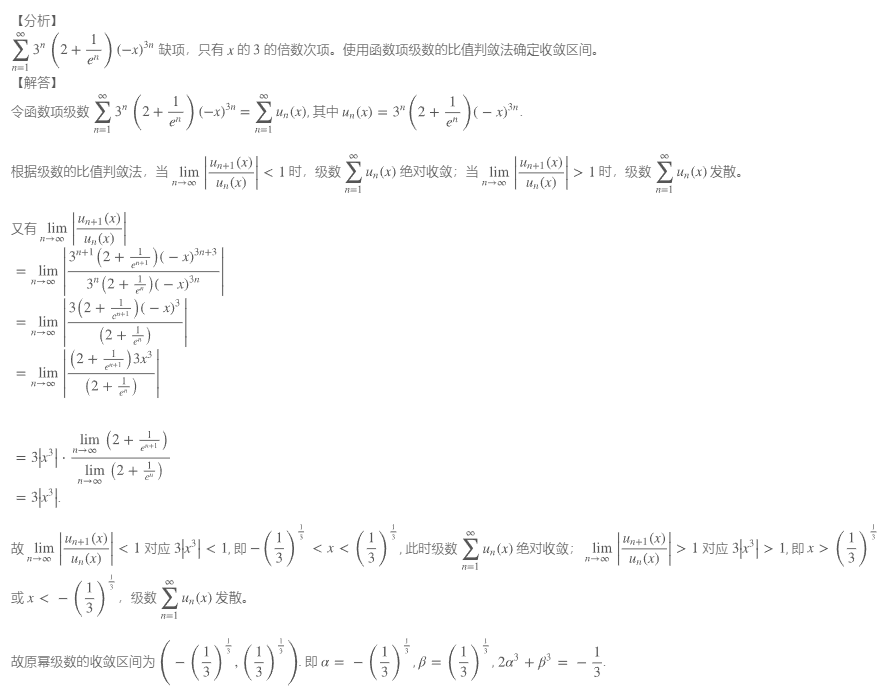 【分析】
$\sum_{n=1}^{\infty} 3^n \left(2+\frac{1}{e^n}\right)(-x)^{3n}$ 缺项，只有 $x$ 的 3 的倍数次项。使用函数项级数的比值判敛法确定收敛区间。
【解答】
令函数项级数 $\sum_{n=1}^{\infty} 3^n \left(2+\frac{1}{e^n}\right)(-x)^{3n} = \sum_{n=1}^{\infty} u_n(x)$, 其中 $u_n(x) = 3^n\left(2+\frac{1}{e^n}\right)(-x)^{3n}$.
根据级数的比值判敛法，当 $\lim_{n\to\infty}\left|\frac{u_{n+1}(x)}{u_n(x)}\right| < 1$ 时，级数 $\sum_{n=1}^{\infty} u_n(x)$ 绝对收敛；当 $\lim_{n\to\infty}\left|\frac{u_{n+1}(x)}{u_n(x)}\right| > 1$ 时，级数 $\sum_{n=1}^{\infty} u_n(x)$ 发散。
又有 $\lim_{n\to\infty}\left|\frac{u_{n+1}(x)}{u_n(x)}\right|$
$= \lim_{n\to\infty}\left|\frac{3^{n+1}\left(2+\frac{1}{e^{n+1}}\right)(-x)^{3n+3}}{3^n\left(2+\frac{1}{e^n}\right)(-x)^{3n}}\right|$
$= \lim_{n\to\infty}\left|\frac{3\left(2+\frac{1}{e^{n+1}}\right)(-x)^3}{\left(2+\frac{1}{e^n}\right)}\right|$
$= \lim_{n\to\infty}\left|\frac{\left(2+\frac{1}{e^{n+1}}\right)3x^3}{\left(2+\frac{1}{e^n}\right)}\right|$
$= 3\left|x^3\right| \cdot \frac{\lim_{n\to\infty}\left(2+\frac{1}{e^{n+1}}\right)}{\lim_{n\to\infty}\left(2+\frac{1}{e^n}\right)}$
$= 3\left|x^3\right|$.
故 $\lim_{n\to\infty}\left|\frac{u_{n+1}(x)}{u_n(x)}\right| < 1$ 对应 $3\left|x^3\right| < 1$, 即 $-\left(\frac{1}{3}\right)^{\frac{1}{3}} < x < \left(\frac{1}{3}\right)^{\frac{1}{3}}$, 此时级数 $\sum_{n=1}^{\infty} u_n(x)$ 绝对收敛； $\lim_{n\to\infty}\left|\frac{u_{n+1}(x)}{u_n(x)}\right| > 1$ 对应 $3\left|x^3\right| > 1$, 即 $x > \left(\frac{1}{3}\right)^{\frac{1}{3}}$
或 $x < -\left(\frac{1}{3}\right)^{\frac{1}{3}}$， 级数 $\sum_{n=1}^{\infty} u_n(x)$ 发散。
故原幂级数的收敛区间为 $\left(-\left(\frac{1}{3}\right)^{\frac{1}{3}}, \left(\frac{1}{3}\right)^{\frac{1}{3}}\right)$. 即 $\alpha = -\left(\frac{1}{3}\right)^{\frac{1}{3}}, \beta = \left(\frac{1}{3}\right)^{\frac{1}{3}}, 2\alpha^3 + \beta^3 = -\frac{1}{3}$.